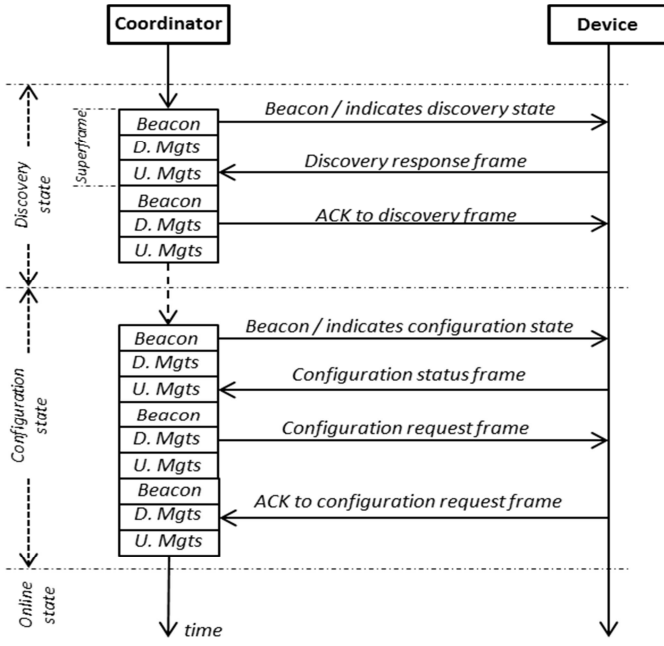 Coordinator
Device
Discovery
state
Superframe
Beacon
D. Mgts
U. Mgts
Beacon
D. Mgts
U. Mgts
Beacon / indicates discovery state
Discovery response frame
ACK to discovery frame
Configuration
state
Beacon
D. Mgts
U. Mgts
Beacon
D. Mgts
U. Mgts
Beacon
D. Mgts
U. Mgts
Beacon / indicates configuration state
Configuration status frame
Configuration request frame
ACK to configuration request frame
Online
state
time